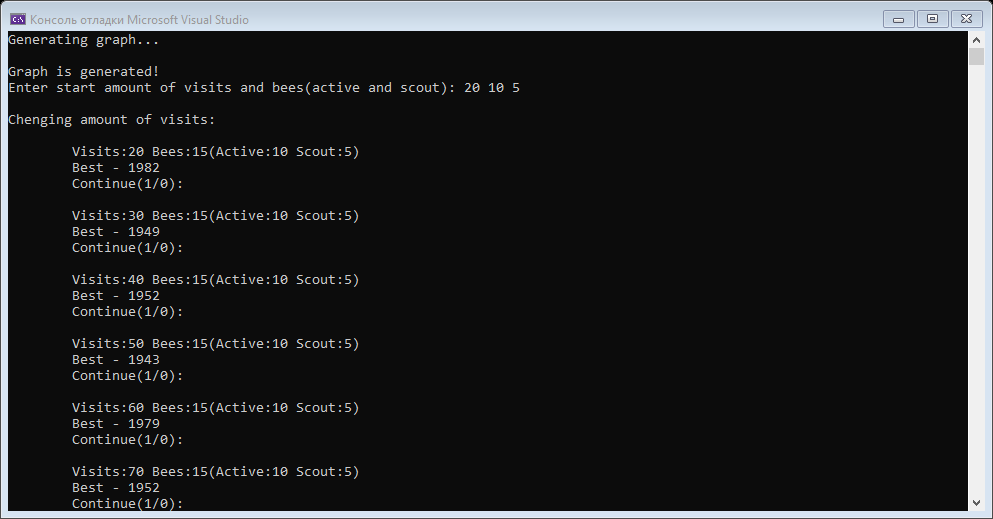 Консоль отладки Microsoft Visual Studio
Generating graph...
Graph is generated!
Enter start amount of visits and bees(active and scout): 20 10 5
Chenging amount of visits:
Visits:20 Bees:15(Active:10 Scout:5)
Best - 1982
Continue(1/0):
Visits:30 Bees:15(Active:10 Scout:5)
Best - 1949
Continue(1/0):
Visits:40 Bees:15(Active:10 Scout:5)
Best - 1952
Continue(1/0):
Visits:50 Bees:15(Active:10 Scout:5)
Best - 1943
Continue(1/0):
Visits:60 Bees:15(Active:10 Scout:5)
Best - 1979
Continue(1/0):
Visits:70 Bees:15(Active:10 Scout:5)
Best - 1952
Continue(1/0):